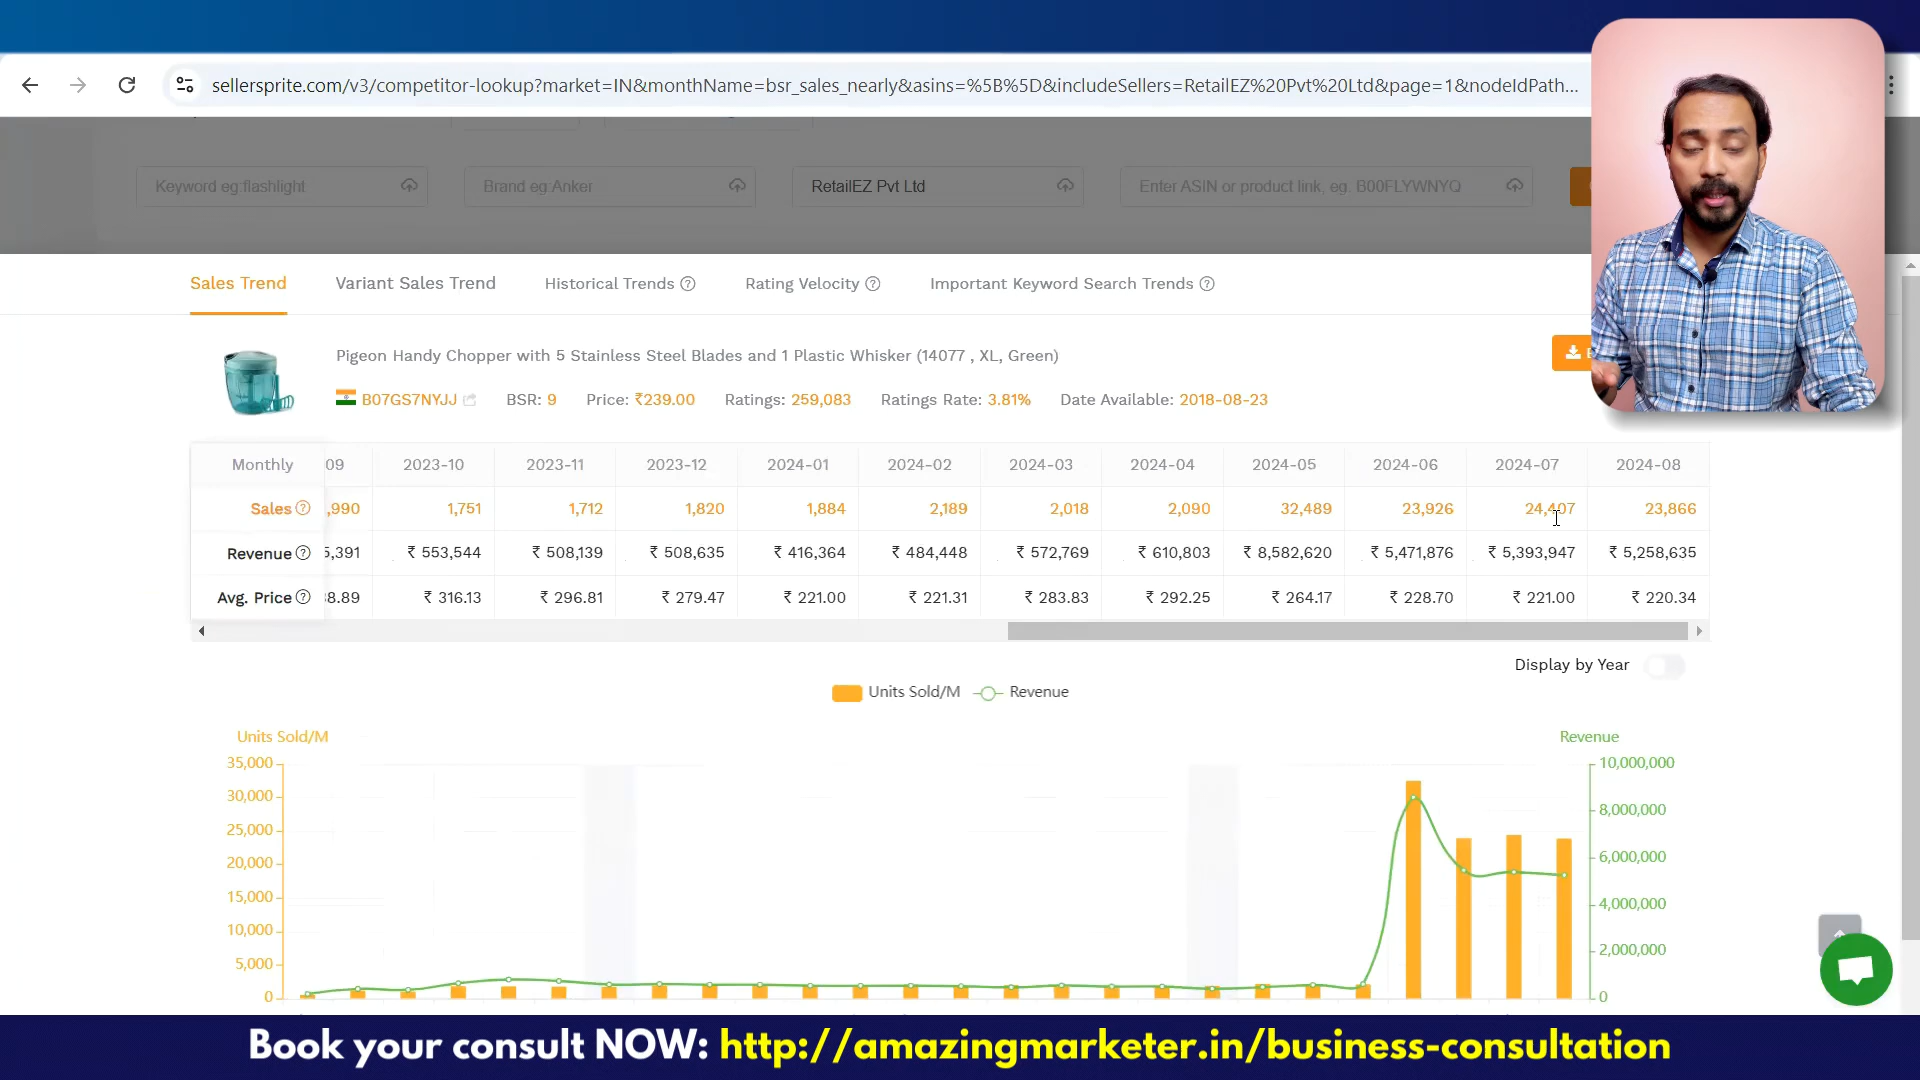 sellersprite.com/v3/competitor-lookup?market=IN&monthName=bsr_sales_nearly&asins=%5B%5D&includeSellers=RetailEZ%20Pvt%20Ltd&page=1&nodeIdPath...
Keyword eg:flashlight
Brand eg:Anker
RetailEZ Pvt Ltd
Enter ASIN or product link, eg. B00FLYWNYQ
Sales Trend Variant Sales Trend Historical Trends Rating Velocity Important Keyword Search Trends
Pigeon Handy Chopper with 5 Stainless Steel Blades and 1 Plastic Whisker (14077 , XL, Green)
B07GS7NYJJ BSR: 9 Price: ₹239.00 Ratings: 259,083 Ratings Rate: 3.81% Date Available: 2018-08-23
Monthly 09 2023-10 2023-11 2023-12 2024-01 2024-02 2024-03 2024-04 2024-05 2024-06 2024-07 2024-08
Sales ,990 1,751 1,712 1,820 1,884 2,189 2,018 2,090 32,489 23,926 24,407 23,866
Revenue 5,391 ₹ 553,544 ₹ 508,139 ₹ 508,635 ₹ 416,364 ₹ 484,448 ₹ 572,769 ₹ 610,803 ₹ 8,582,620 ₹ 5,471,876 ₹ 5,393,947 ₹ 5,258,635
Avg. Price 8.89 ₹ 316.13 ₹ 296.81 ₹ 279.47 ₹ 221.00 ₹ 221.31 ₹ 283.83 ₹ 292.25 ₹ 264.17 ₹ 228.70 ₹ 221.00 ₹ 220.34
Display by Year
Units Sold/M Revenue
Units Sold/M Revenue
35,000 10,000,000
30,000 8,000,000
25,000
20,000 6,000,000
15,000 4,000,000
10,000
5,000 2,000,000
0 0
Book your consult NOW: http://amazingmarketer.in/business-consultation